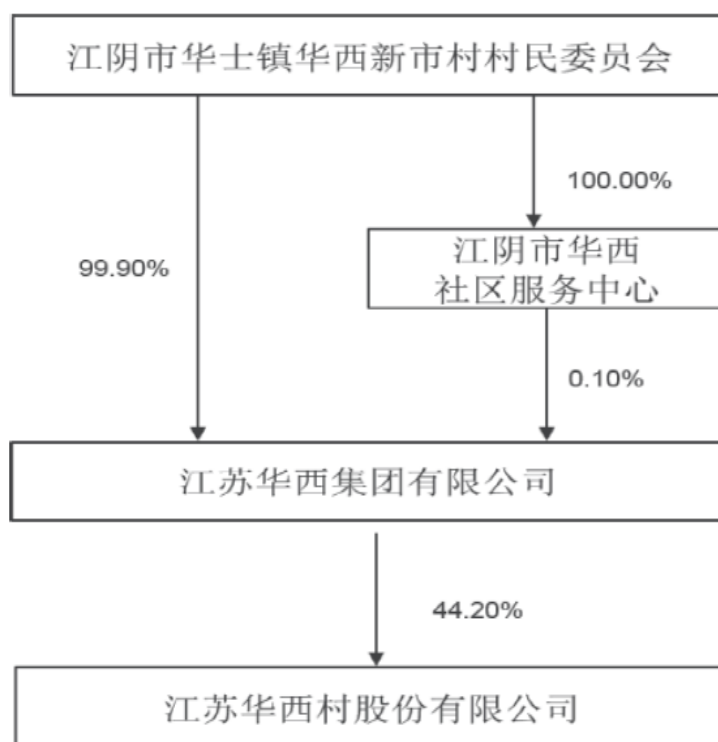 江阴市华士镇华西新市村村民委员会
100.00%
江阴市华西
社区服务中心
99.90%
0.10%
江苏华西集团有限公司
44.20%
江苏华西村股份有限公司